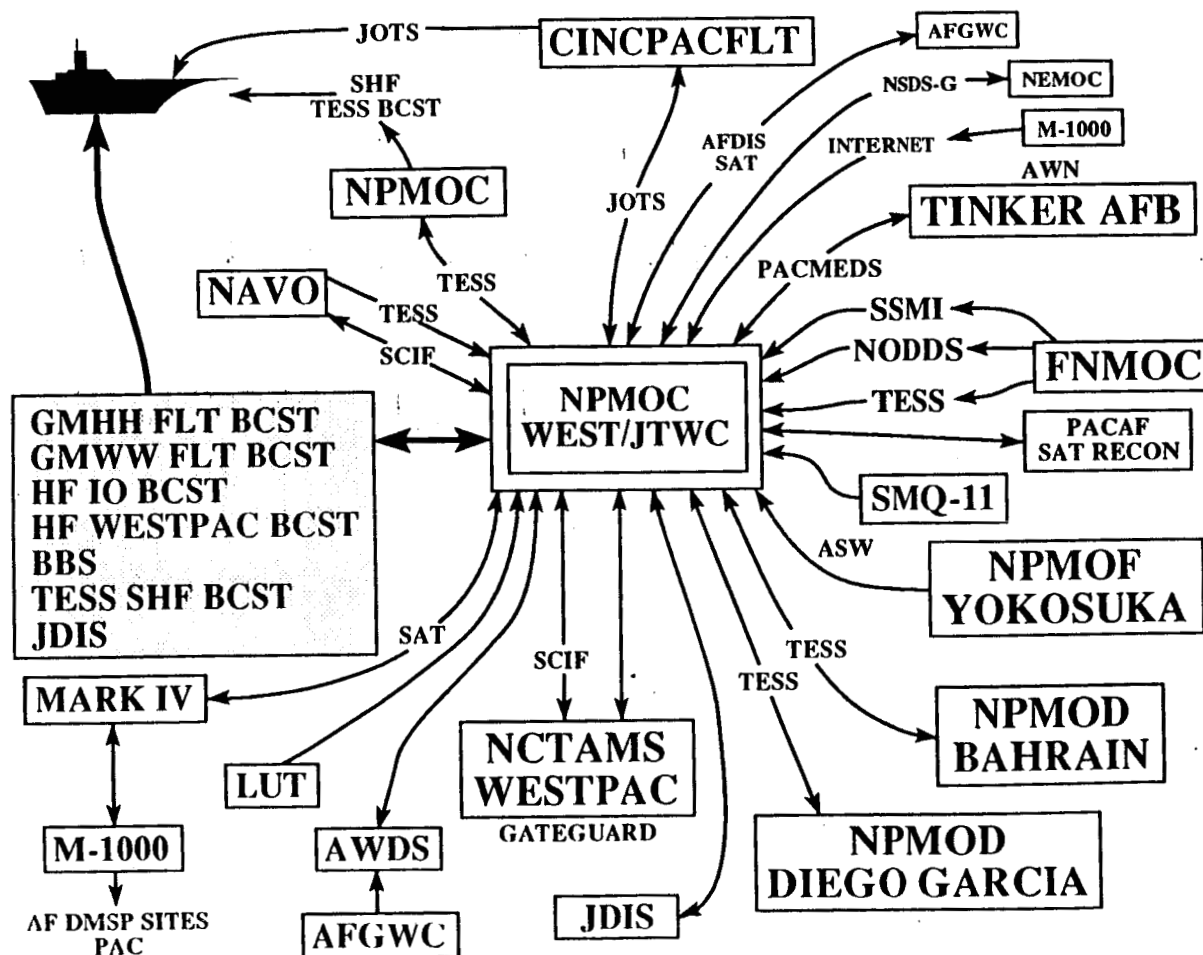 JOTS
CINCPACFLT
AFGWC
SHF
TESS BCST
NSDS-G
NEMOC
AFDIS
SAT
INTERNET
M-1000
NPMOC
JOTS
AWN
TINKER AFB
NAVO
TESS
TESS
PACMEDS
SCIF
SSMI
NODDS
FNMOC
TESS
NPMOC
WEST/JTWC
PACAF
SAT RECON
SMQ-11
GMHH FLT BCST
GMWW FLT BCST
HF IO BCST
HF WESTPAC BCST
BBS
TESS SHF BCST
JDIS
ASW
NPMOF
YOKOSUKA
SAT
SCIF
TESS
TESS
MARK IV
NPMOD
BAHRAIN
LUT
NCTAMS
WESTPAC
GATEGUARD
M-1000
AWDS
NPMOD
DIEGO GARCIA
AF DMSP SITES
PAC
AFGWC
JDIS